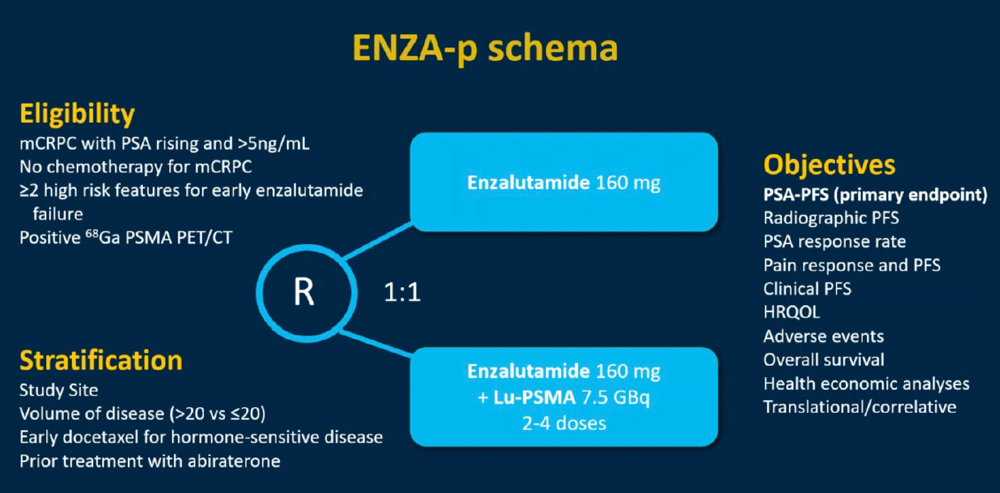 ENZA-p schema
Eligibility
mCRPC with PSA rising and >5ng/mL
No chemotherapy for mCRPC
≥2 high risk features for early enzalutamide
failure
Positive ⁶⁸Ga PSMA PET/CT
R
1:1
Stratification
Study Site
Volume of disease (>20 vs ≤20)
Early docetaxel for hormone-sensitive disease
Prior treatment with abiraterone
Enzalutamide 160 mg
Enzalutamide 160 mg
+ Lu-PSMA 7.5 GBq
2-4 doses
Objectives
PSA-PFS (primary endpoint)
Radiographic PFS
PSA response rate
Pain response and PFS
Clinical PFS
HRQOL
Adverse events
Overall survival
Health economic analyses
Translational/correlative